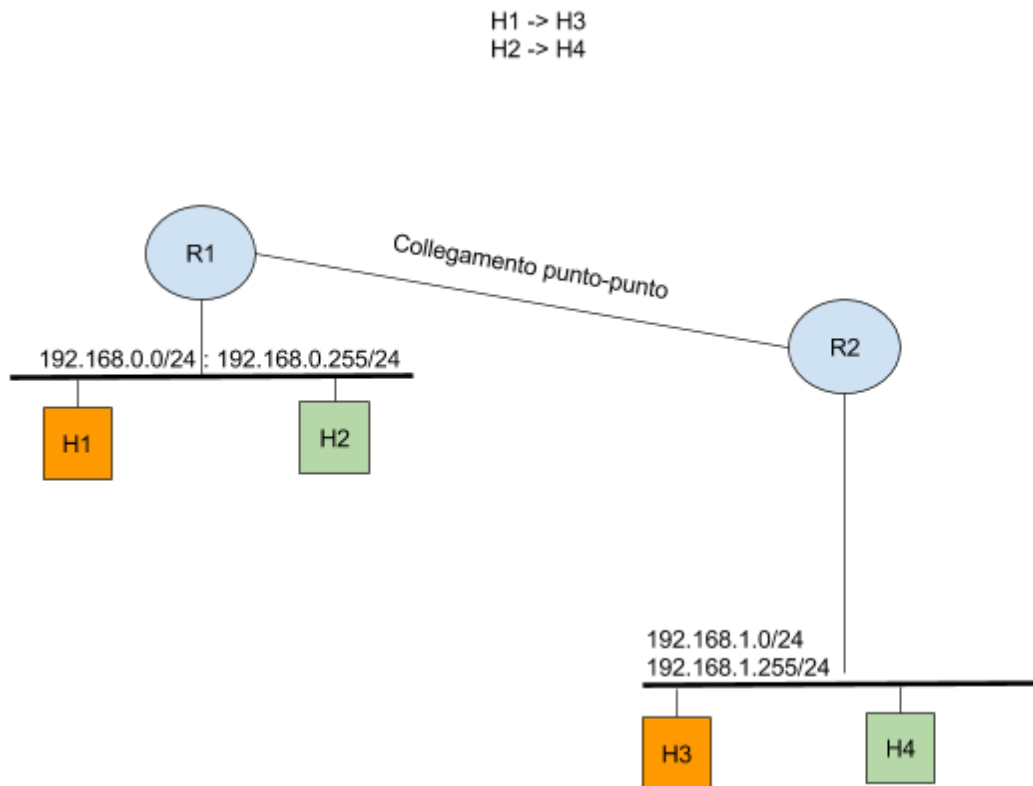 H1 -> H3
H2 -> H4
R1
Collegamento punto-punto
R2
192.168.0.0/24 : 192.168.0.255/24
H1
H2
192.168.1.0/24
192.168.1.255/24
H3
H4